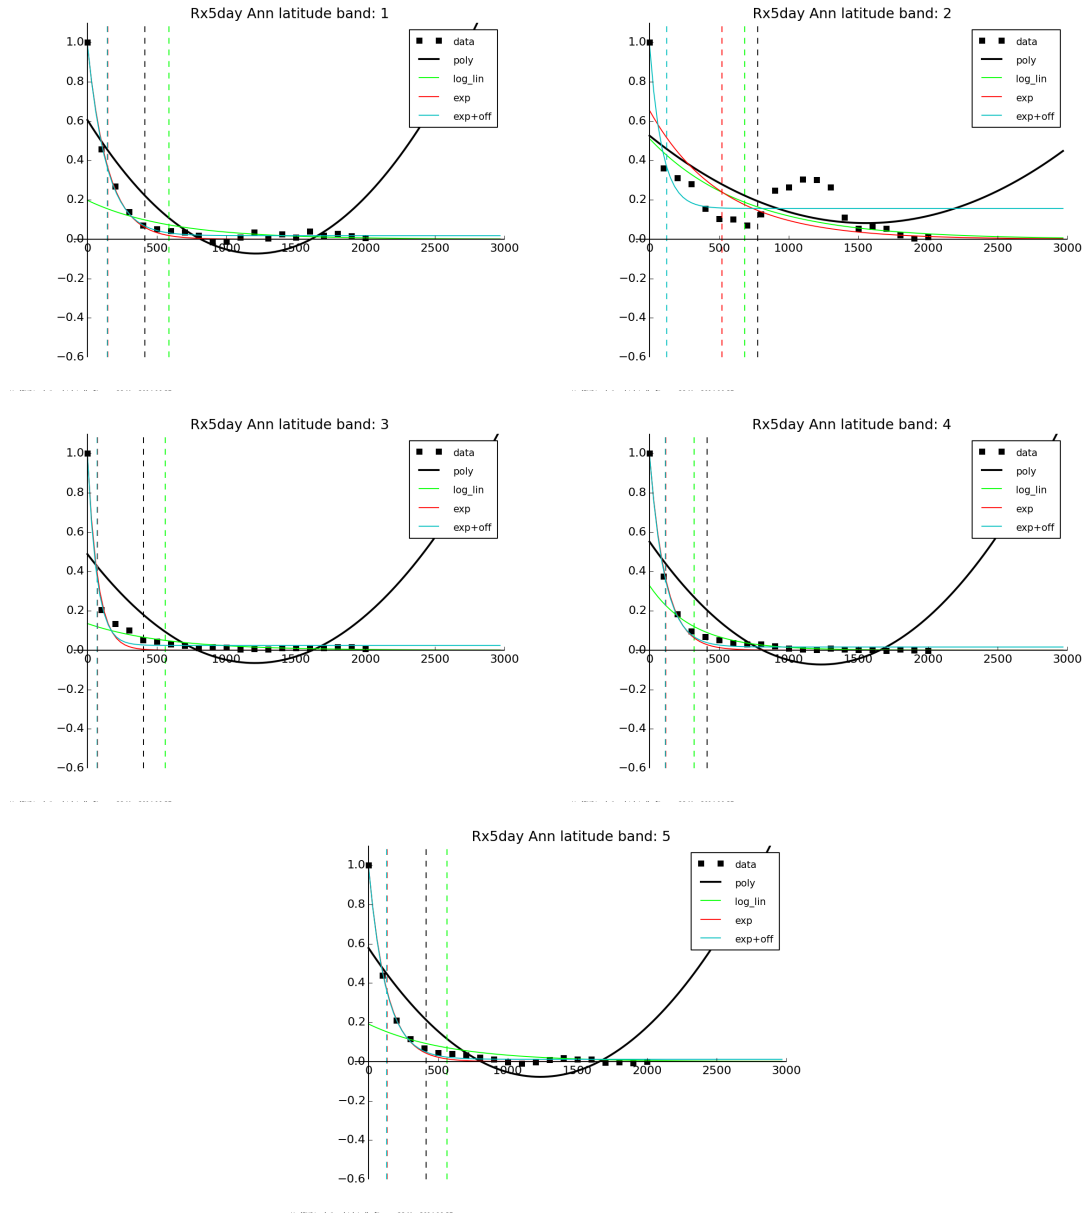 Rx5day Ann latitude band: 1
1.0
0.8
0.6
0.4
0.2
0.0
−0.2
−0.4
−0.6
0 500 1000 1500 2000 2500 3000
data
poly
log_lin
exp
exp+off
Rx5day Ann latitude band: 2
1.0
0.8
0.6
0.4
0.2
0.0
−0.2
−0.4
−0.6
0 500 1000 1500 2000 2500 3000
data
poly
log_lin
exp
exp+off
Rx5day Ann latitude band: 3
1.0
0.8
0.6
0.4
0.2
0.0
−0.2
−0.4
−0.6
0 500 1000 1500 2000 2500 3000
data
poly
log_lin
exp
exp+off
Rx5day Ann latitude band: 4
1.0
0.8
0.6
0.4
0.2
0.0
−0.2
−0.4
−0.6
0 500 1000 1500 2000 2500 3000
data
poly
log_lin
exp
exp+off
Rx5day Ann latitude band: 5
1.0
0.8
0.6
0.4
0.2
0.0
−0.2
−0.4
−0.6
0 500 1000 1500 2000 2500 3000
data
poly
log_lin
exp
exp+off